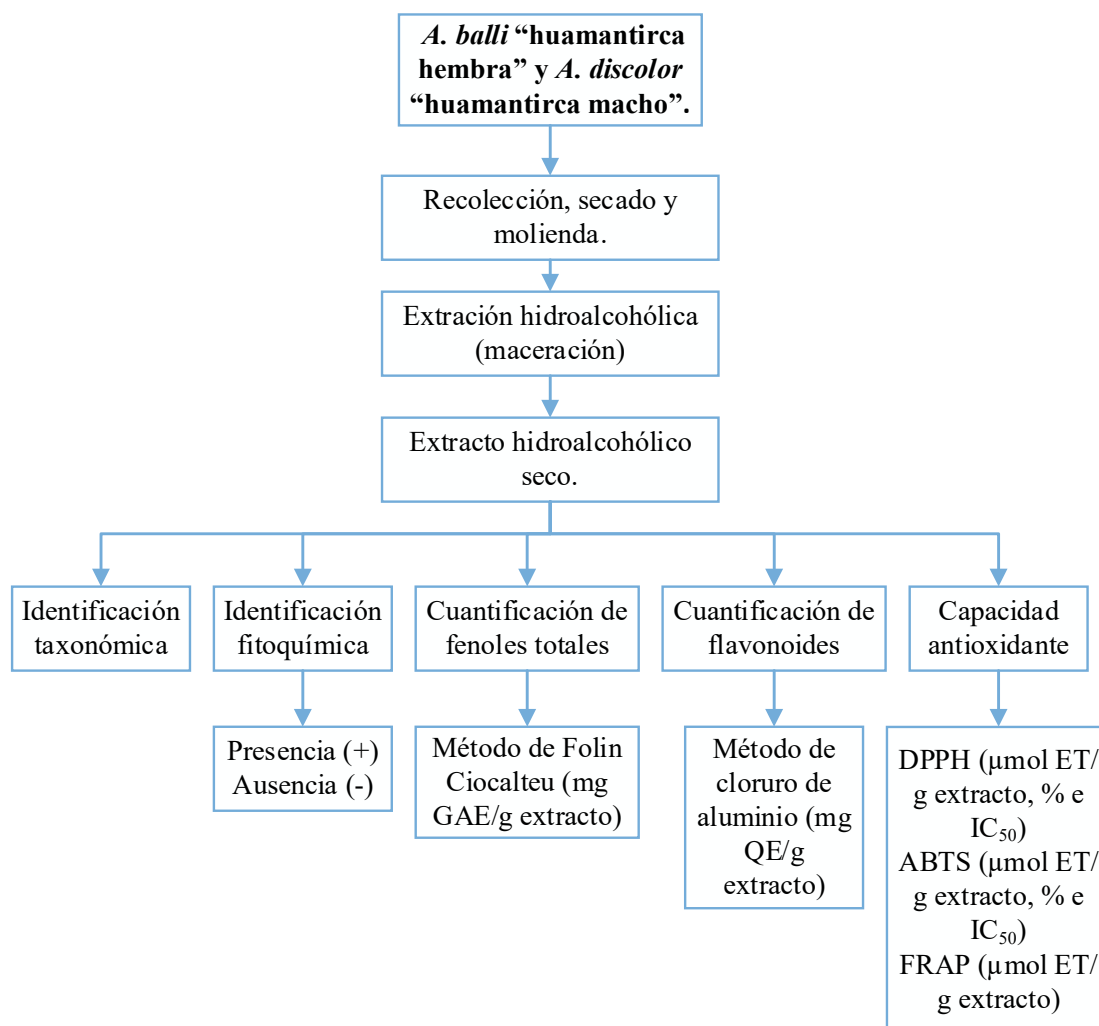 A. balli “huamantirca
hembra” y A. discolor
“huamantirca macho”.
Recolección, secado y
molienda.
Extración hidroalcohólica
(maceración)
Extracto hidroalcohólico
seco.
Identificación
taxonómica
Identificación
fitoquímica
Cuantificación de
fenoles totales
Cuantificación de
flavonoides
Capacidad
antioxidante
Presencia (+)
Ausencia (-)
Método de Folin
Ciocalteu (mg
GAE/g extracto)
Método de
cloruro de
aluminio (mg
QE/g
extracto)
DPPH (µmol ET/
g extracto, % e
IC₅₀)
ABTS (µmol ET/
g extracto, % e
IC₅₀)
FRAP (µmol ET/
g extracto)